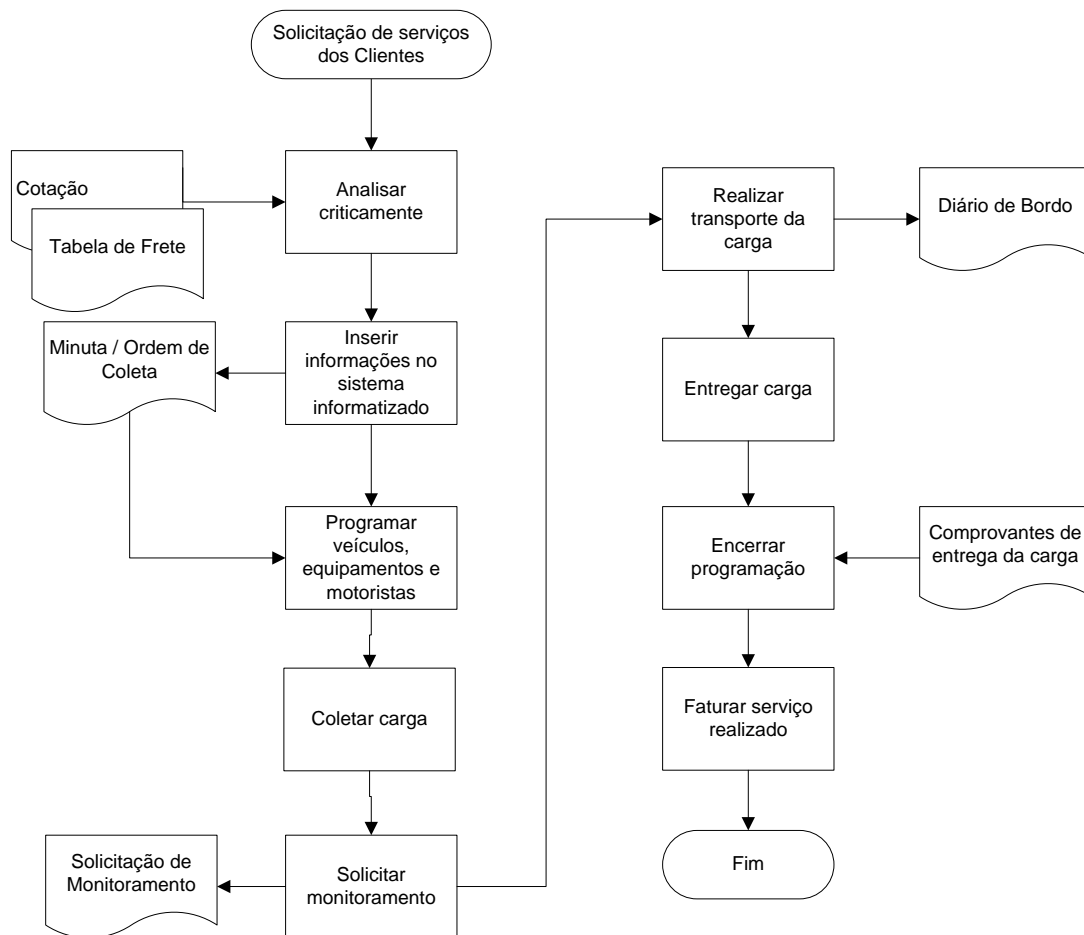 Solicitação de serviços
dos Clientes
Cotação
Tabela de Frete
Analisar
criticamente
Minuta / Ordem de
Coleta
Inserir
informações no
sistema
informatizado
Programar
veículos,
equipamentos e
motoristas
Coletar carga
Solicitação de
Monitoramento
Solicitar
monitoramento
Realizar
transporte da
carga
Diário de Bordo
Entregar carga
Encerrar
programação
Comprovantes de
entrega da carga
Faturar serviço
realizado
Fim